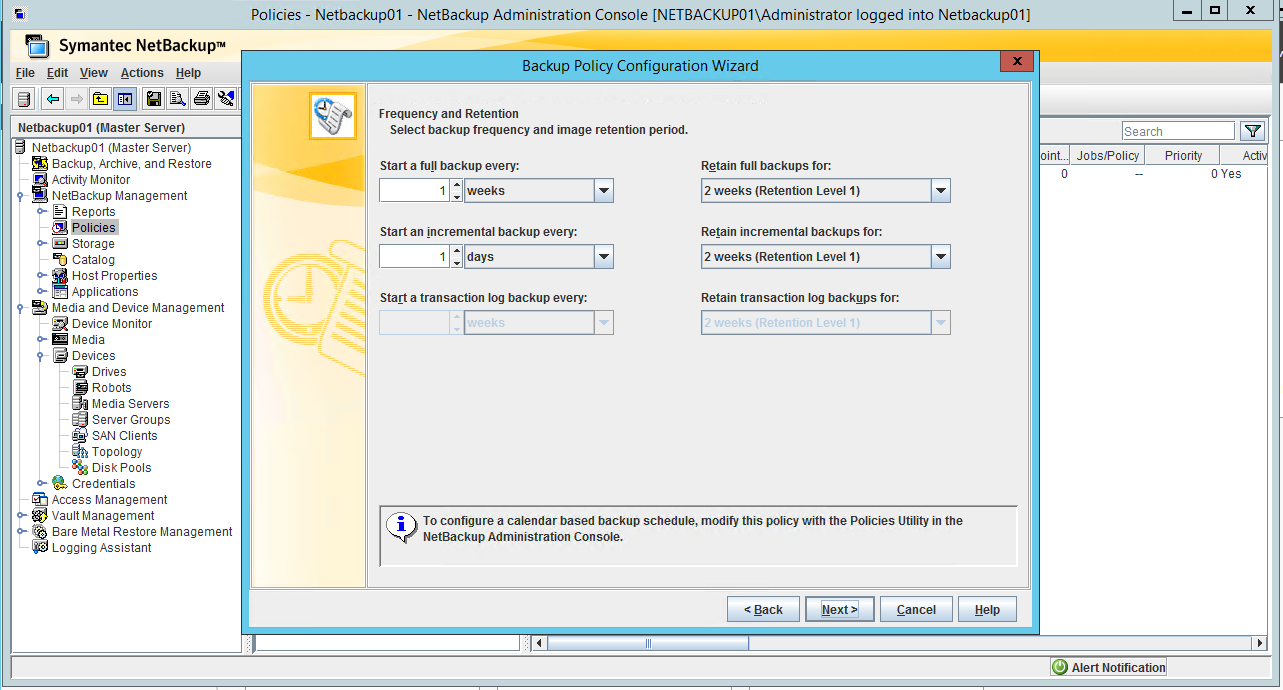 Policies - Netbackup01 - NetBackup Administration Console [NETBACKUP01\Administrator logged into Netbackup01]
Symantec NetBackup™
File Edit View Actions Help
Netbackup01 (Master Server)
Netbackup01 (Master Server)
Backup, Archive, and Restore
Activity Monitor
NetBackup Management
Reports
Policies
Storage
Catalog
Host Properties
Applications
Media and Device Management
Device Monitor
Media
Devices
Drives
Robots
Media Servers
Server Groups
SAN Clients
Topology
Disk Pools
Credentials
Access Management
Vault Management
Bare Metal Restore Management
Logging Assistant
Backup Policy Configuration Wizard
X
Frequency and Retention
Select backup frequency and image retention period.
Start a full backup every: Retain full backups for:
1 weeks 2 weeks (Retention Level 1)
Start an incremental backup every: Retain incremental backups for:
1 days 2 weeks (Retention Level 1)
Start a transaction log backup every: Retain transaction log backups for:
weeks 2 weeks (Retention Level 1)
To configure a calendar based backup schedule, modify this policy with the Policies Utility in the
NetBackup Administration Console.
< Back Next > Cancel Help
Search
oint... Jobs/Policy Priority Activ
0 -- 0 Yes
Alert Notification